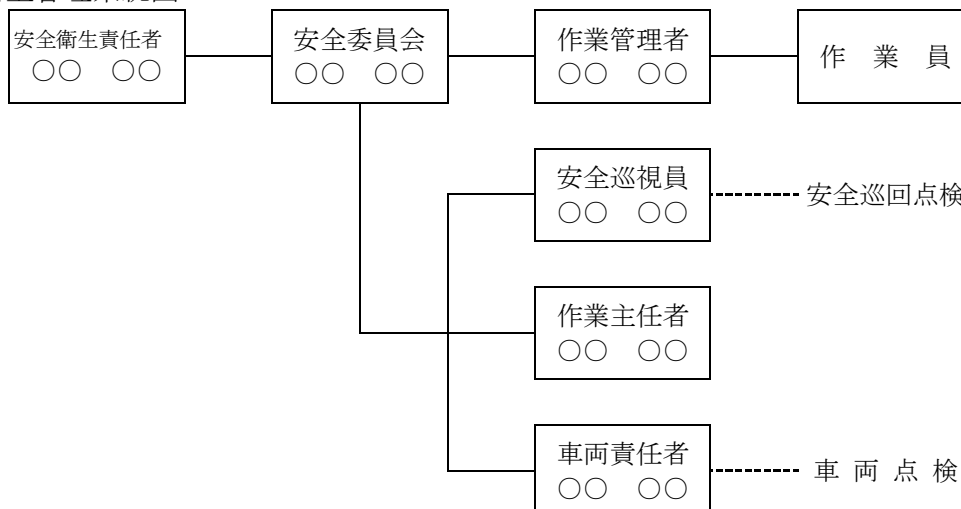 安全衛生責任者
○○ ○○
安全委員会
○○ ○○
作業管理者
○○ ○○
作 業 員
安全巡視員
○○ ○○
安全巡回点検
作業主任者
○○ ○○
車両責任者
○○ ○○
車 両 点 検